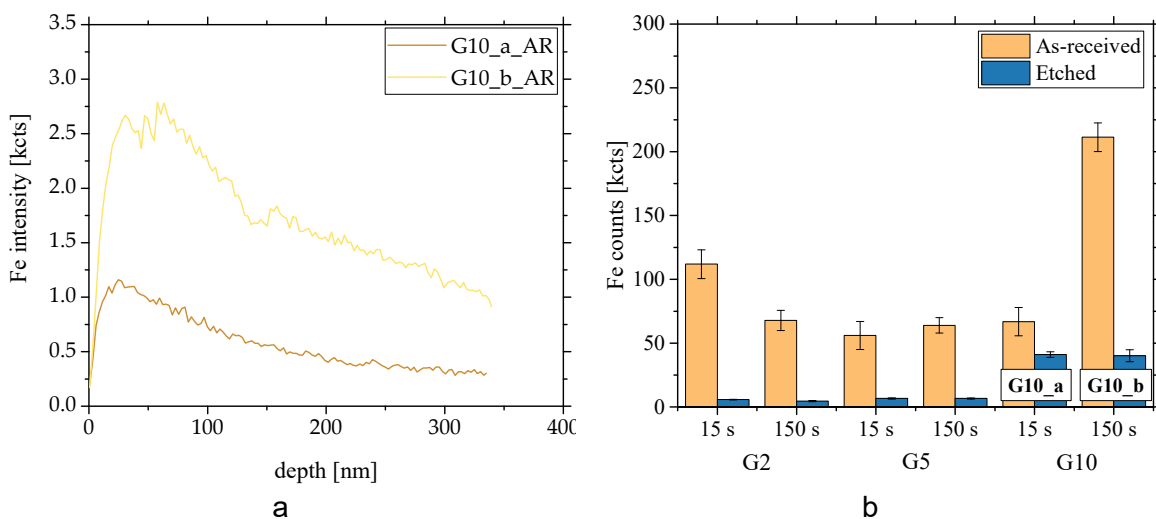 3.5
3.0
2.5
2.0
1.5
1.0
0.5
0.0
Fe intensity [kcts]
G10_a_AR
G10_b_AR
0
100
200
300
40
depth [nm]
a
300
250
200
150
100
50
0
Fe counts [kcts]
As-received
Etched
G10_a
G10_b
15 s
150 s
15 s
150 s
15 s
150 s
G2
G5
G10
b